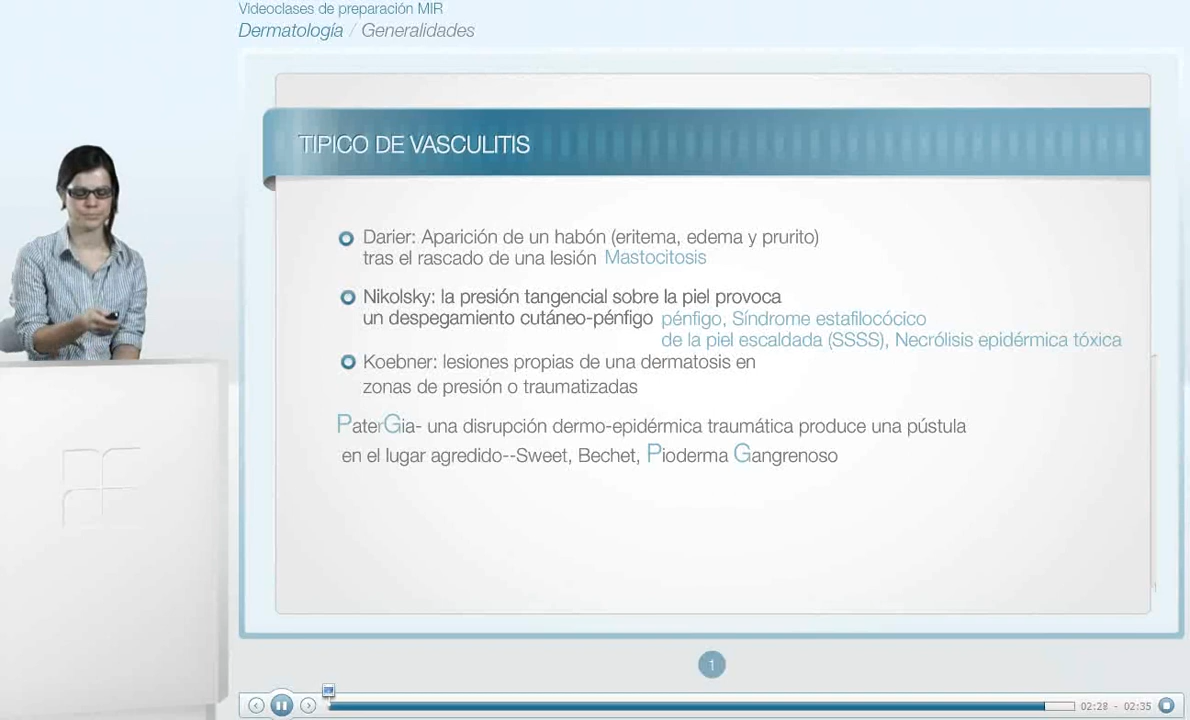 Videoclases de preparación MIR
Dermatología / Generalidades
TIPICO DE VASCULITIS
Darier: Aparición de un habón (eritema, edema y prurito)
tras el rascado de una lesión Mastocitosis
Nikolsky: la presión tangencial sobre la piel provoca
un despegamiento cutáneo-pénfigo pénfigo, Síndrome estafilocócico
de la piel escaldada (SSSS), Necrólisis epidérmica tóxica
Koebner: lesiones propias de una dermatosis en
zonas de presión o traumatizadas
PaterGia- una disrupción dermo-epidérmica traumática produce una pústula
en el lugar agredido--Sweet, Bechet, Pioderma Gangrenoso
1
02:28 - 02:35